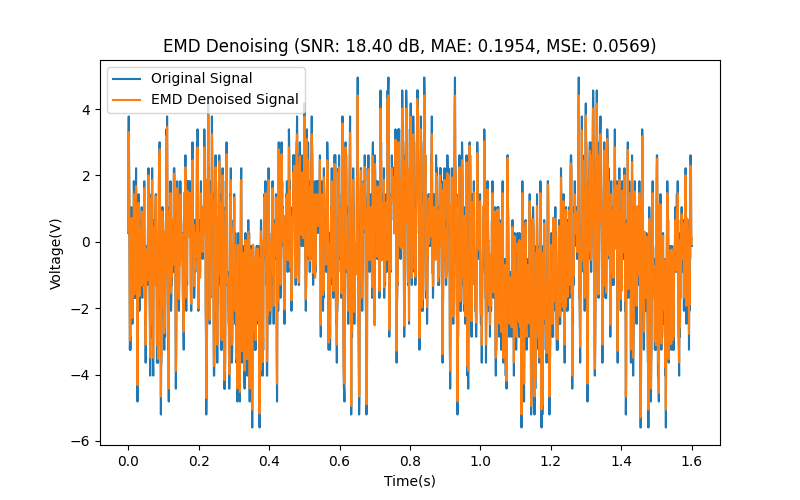 EMD Denoising (SNR: 18.40 dB, MAE: 0.1954, MSE: 0.0569)
Original Signal
EMD Denoised Signal
4
2
0
−2
−4
−6
Voltage(V)
0.0 0.2 0.4 0.6 0.8 1.0 1.2 1.4 1.6
Time(s)